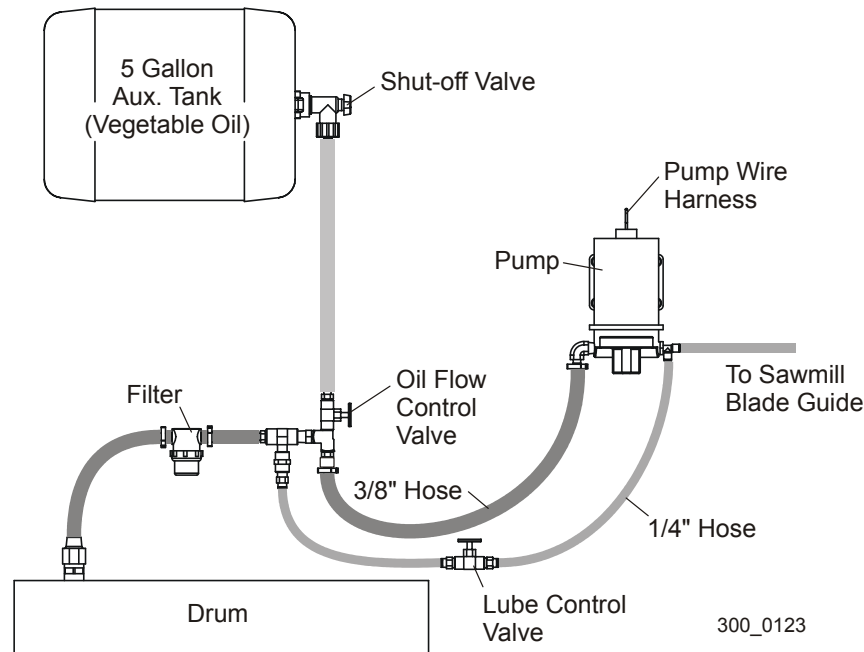 5 Gallon
Aux. Tank
(Vegetable Oil)
Shut-off Valve
Pump Wire
Harness
Pump
To Sawmill
Blade Guide
Oil Flow
Control
Valve
Filter
3/8" Hose
1/4" Hose
Lube Control
Valve
Drum
300_0123